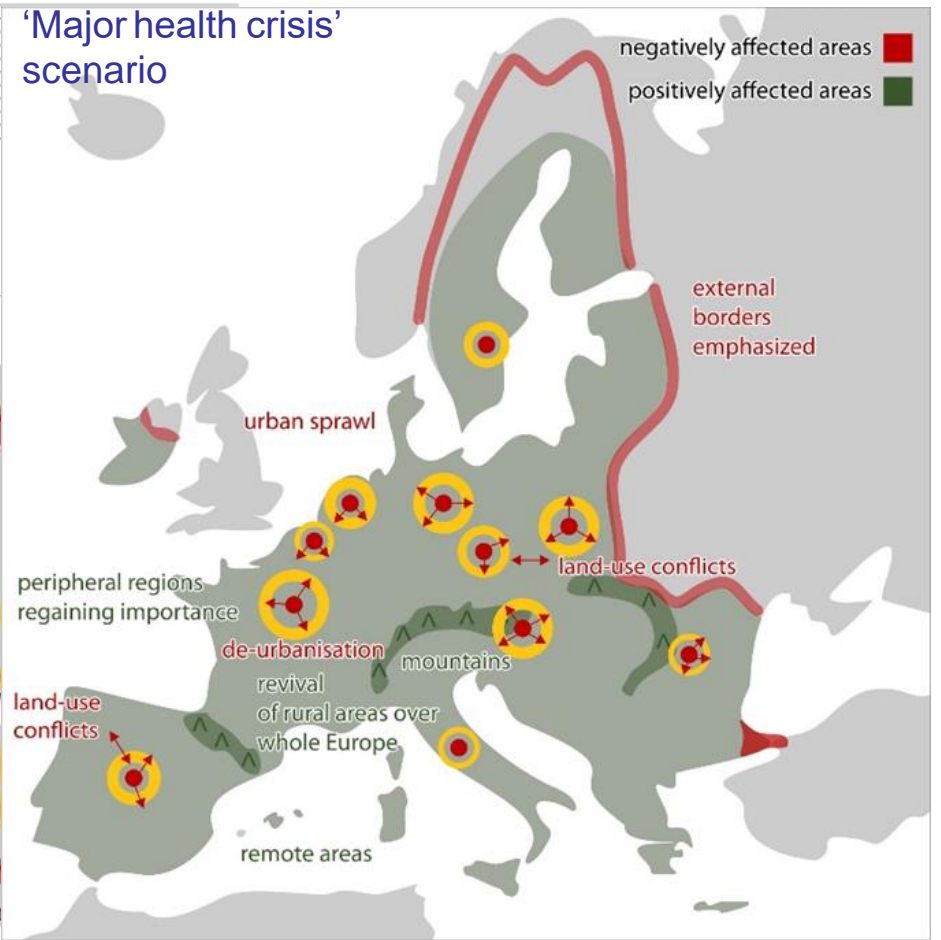 ‘Major health crisis’
scenario
negatively affected areas
positively affected areas
external
borders
emphasized
urban sprawl
land-use conflicts
peripheral regions
regaining importance
de-urbanisation
mountains
revival
of rural areas over
whole Europe
land-use
conflicts
remote areas